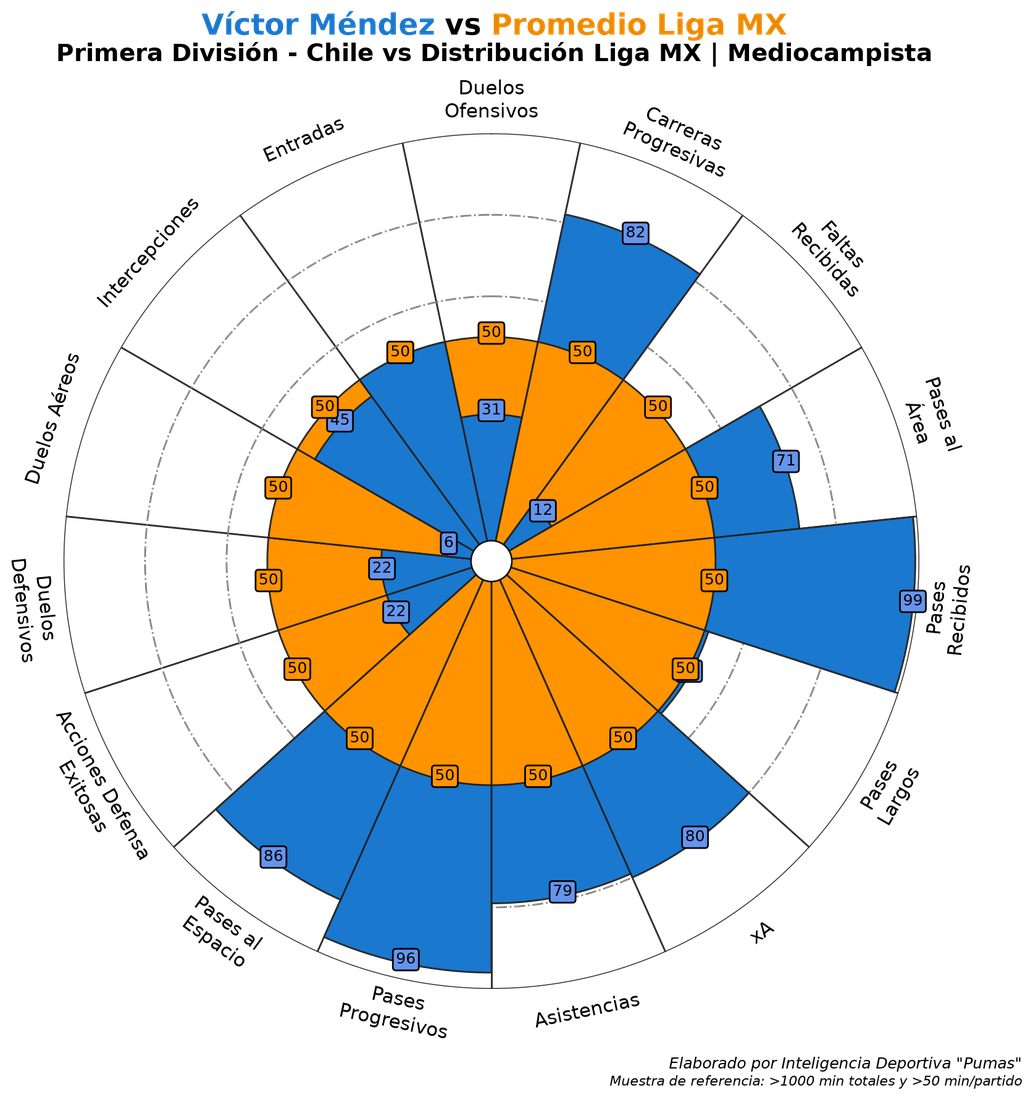 Víctor Méndez vs Promedio Liga MX
Primera División - Chile vs Distribución Liga MX | Mediocampista
Duelos
Ofensivos
Carreras
Progresivas
Faltas
Recibidas
Pases al
Área
Pases
Recibidos
Pases
Largos
xA
Asistencias
Pases
Progresivos
Pases al
Espacio
Acciones Defensa
Exitosas
Duelos
Defensivos
Duelos Aéreos
Intercepciones
Entradas
50
31
82
50
12
50
71
50
99
50
50
80
50
79
50
96
50
86
50
22
50
22
50
6
50
45
50
50
Elaborado por Inteligencia Deportiva "Pumas"
Muestra de referencia: >1000 min totales y >50 min/partido